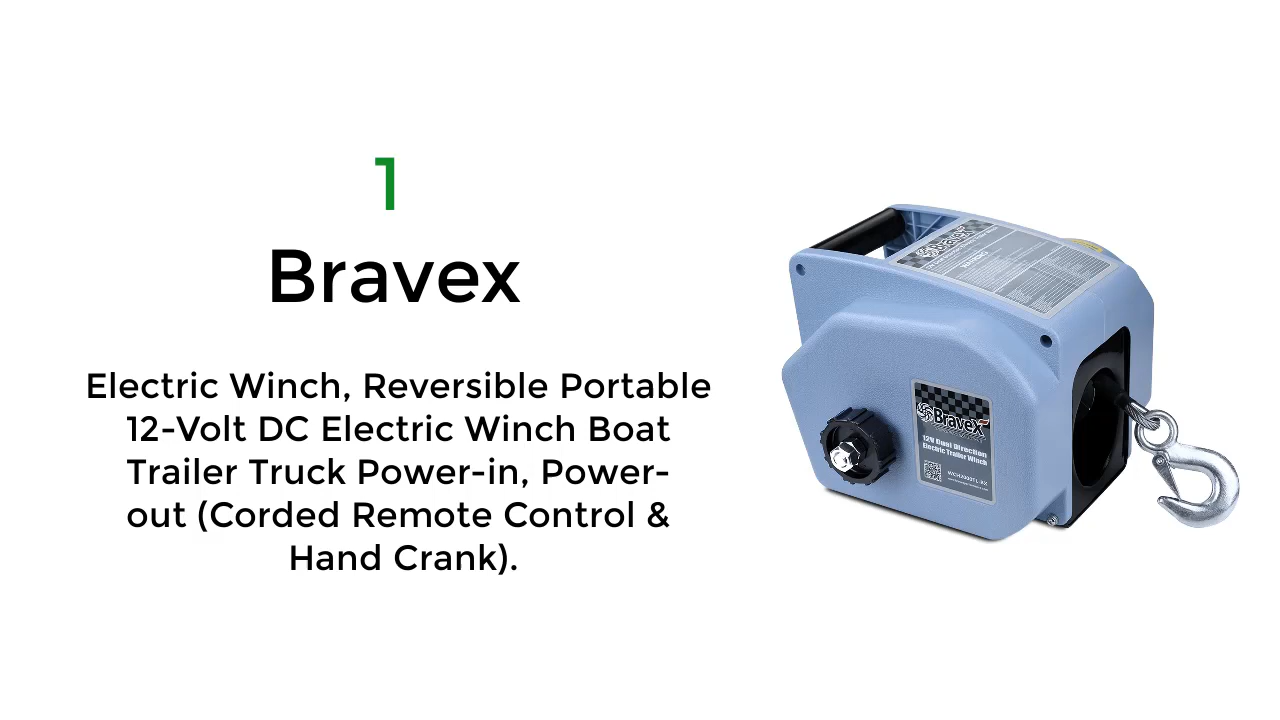 1
Bravex
Electric Winch, Reversible Portable
12-Volt DC Electric Winch Boat
Trailer Truck Power-in, Power-
out (Corded Remote Control &
Hand Crank).
Bravex
WARNING
Bravex
12V Dual Direction
Electric Trailer Winch